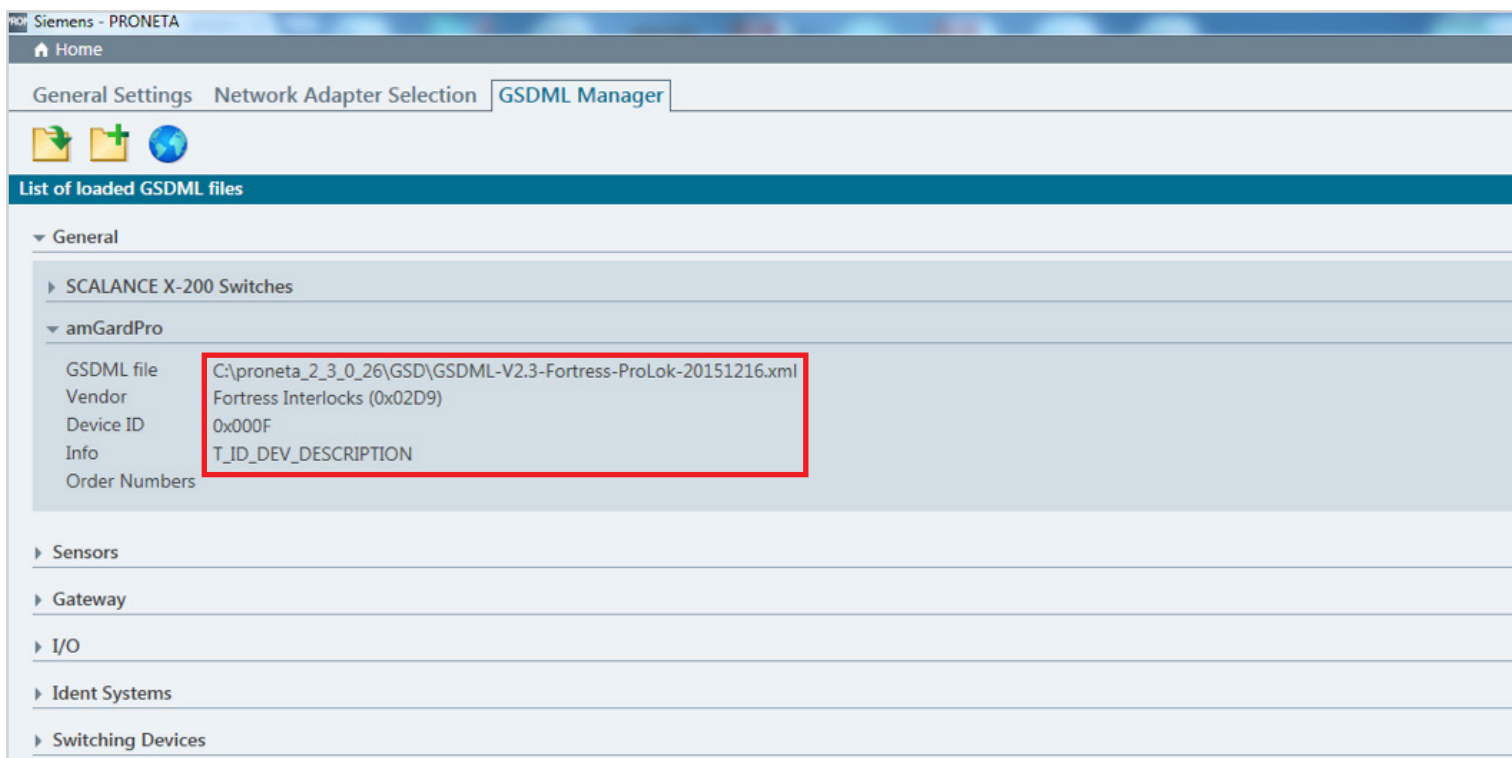 Siemens - PRONETA
Home
General Settings Network Adapter Selection GSDML Manager
List of loaded GSDML files
General
SCALANCE X-200 Switches
amGardPro
GSDML file C:\proneta_2_3_0_26\GSD\GSDML-V2.3-Fortress-ProLok-20151216.xml
Vendor Fortress Interlocks (0x02D9)
Device ID 0x000F
Info T_ID_DEV_DESCRIPTION
Order Numbers
Sensors
Gateway
I/O
Ident Systems
Switching Devices